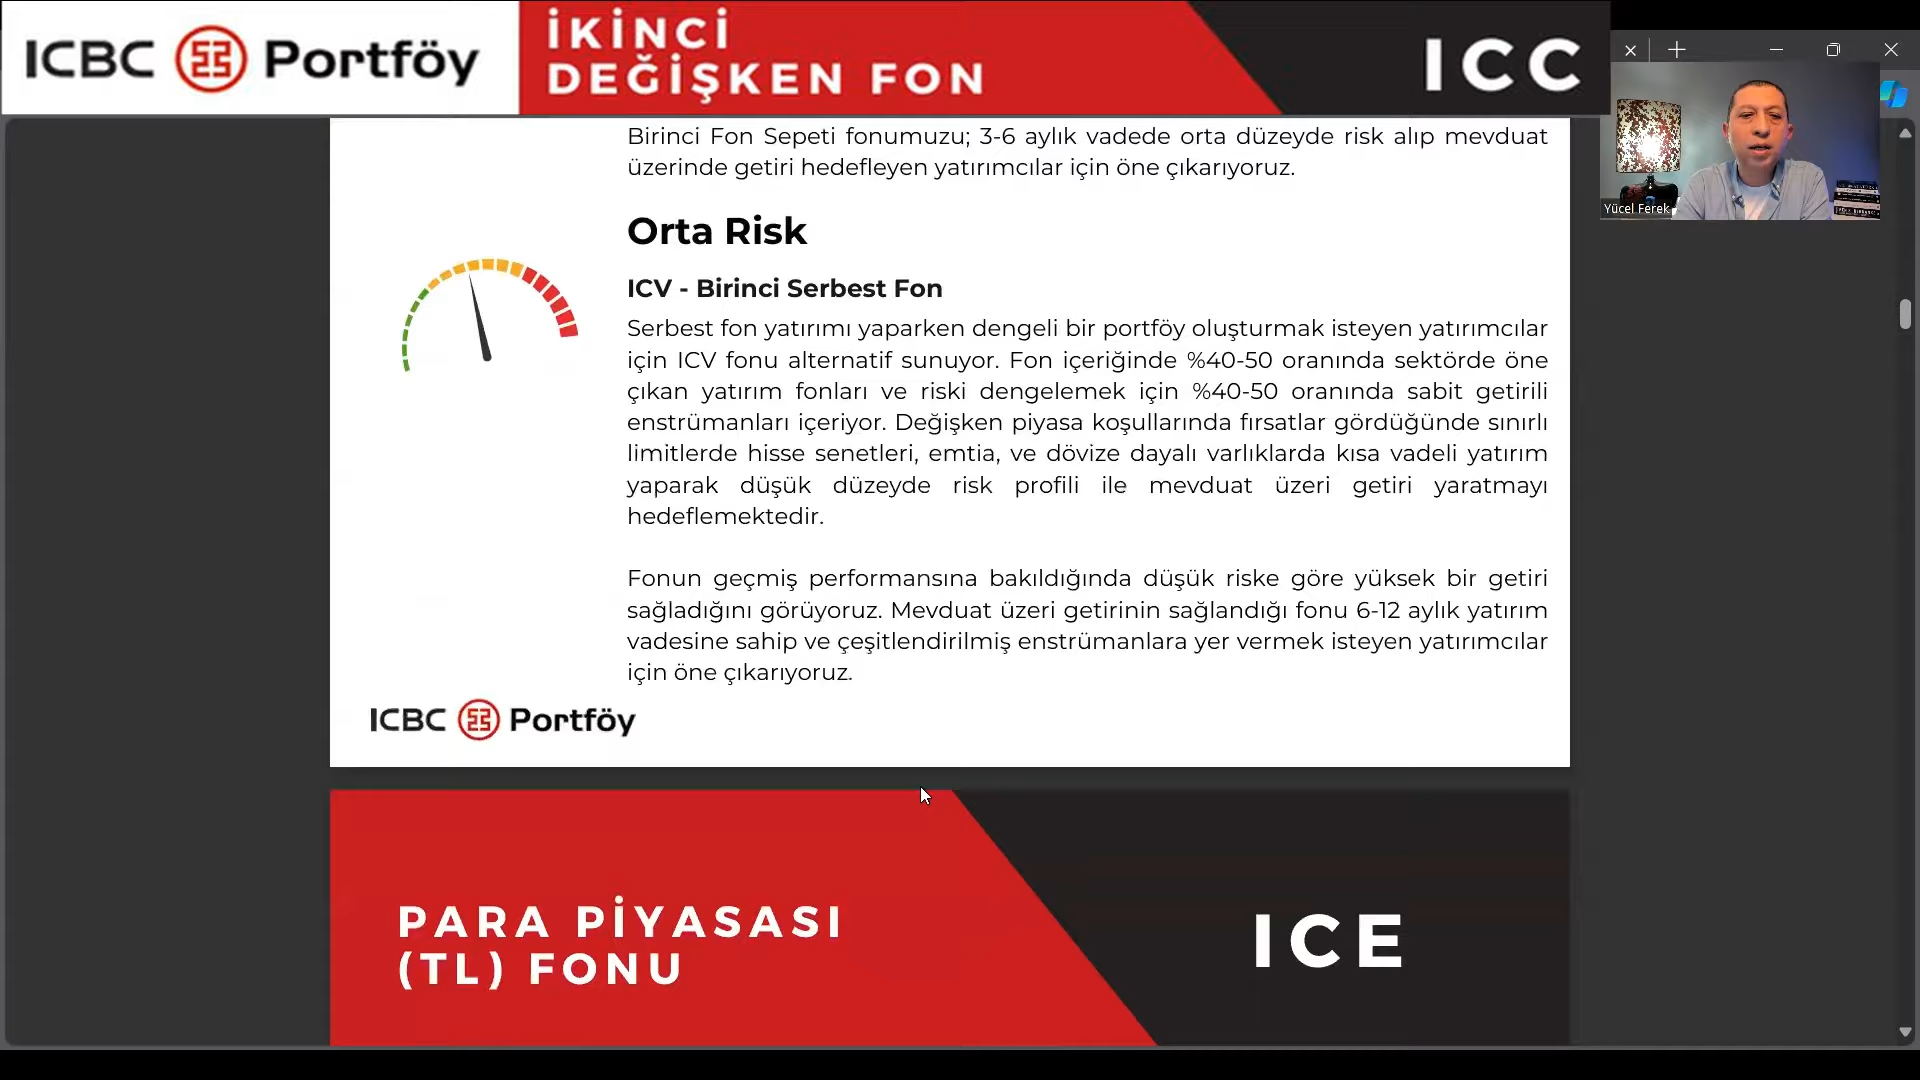 ICBC Portföy
İKİNCİ
DEĞİŞKEN FON
ICC
Yücel Ferek
Birinci Fon Sepeti fonumuzu; 3-6 aylık vadede orta düzeyde risk alıp mevduat
üzerinde getiri hedefleyen yatırımcılar için öne çıkarıyoruz.
Orta Risk
ICV - Birinci Serbest Fon
Serbest fon yatırımı yaparken dengeli bir portföy oluşturmak isteyen yatırımcılar
için ICV fonu alternatif sunuyor. Fon içeriğinde %40-50 oranında sektörde öne
çıkan yatırım fonları ve riski dengelemek için %40-50 oranında sabit getirili
enstrümanları içeriyor. Değişken piyasa koşullarında fırsatlar gördüğünde sınırlı
limitlerde hisse senetleri, emtia, ve dövize dayalı varlıklarda kısa vadeli yatırım
yaparak düşük düzeyde risk profili ile mevduat üzeri getiri yaratmayı
hedeflemektedir.
Fonun geçmiş performansına bakıldığında düşük riske göre yüksek bir getiri
sağladığını görüyoruz. Mevduat üzeri getirinin sağlandığı fonu 6-12 aylık yatırım
vadesine sahip ve çeşitlendirilmiş enstrümanlara yer vermek isteyen yatırımcılar
için öne çıkarıyoruz.
ICBC Portföy
PARA PİYASASI
(TL) FONU
ICE